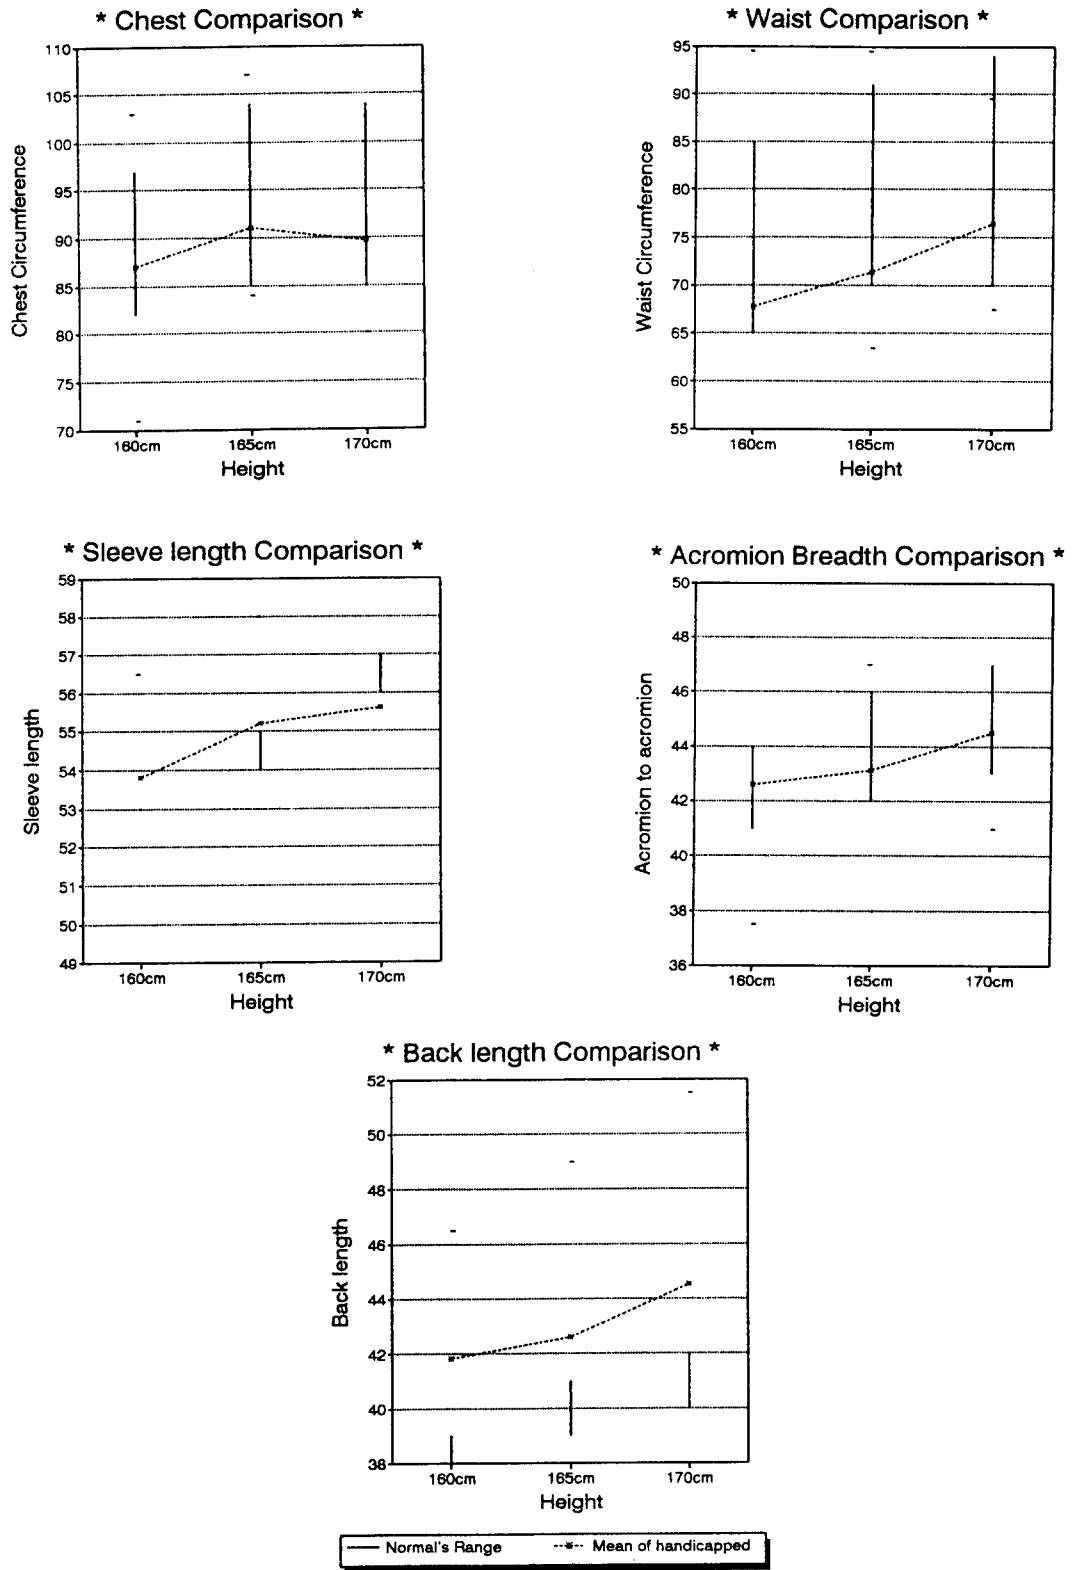 * Chest Comparison *
110
105
100
95
90
85
80
75
70
Chest Circumference
160cm 165cm 170cm
Height
* Waist Comparison *
95
90
85
80
75
70
65
60
55
Waist Circumference
160cm 165cm 170cm
Height
* Sleeve length Comparison *
59
58
57
56
55
54
53
52
51
50
49
Sleeve length
160cm 165cm 170cm
Height
* Acromion Breadth Comparison *
50
48
46
44
42
40
38
36
Acromion to acromion
160cm 165cm 170cm
Height
* Back length Comparison *
52
50
48
46
44
42
40
38
Back length
160cm 165cm 170cm
Height
Normal's Range Mean of handicapped